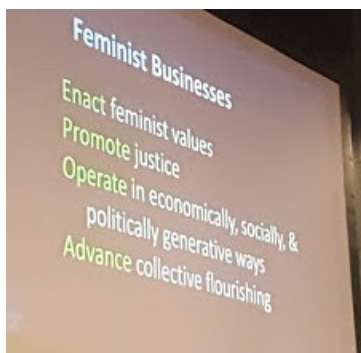 Feminist Businesses
Enact feminist values
Promote justice
Operate in economically, socially, &
politically generative ways
Advance collective flourishing